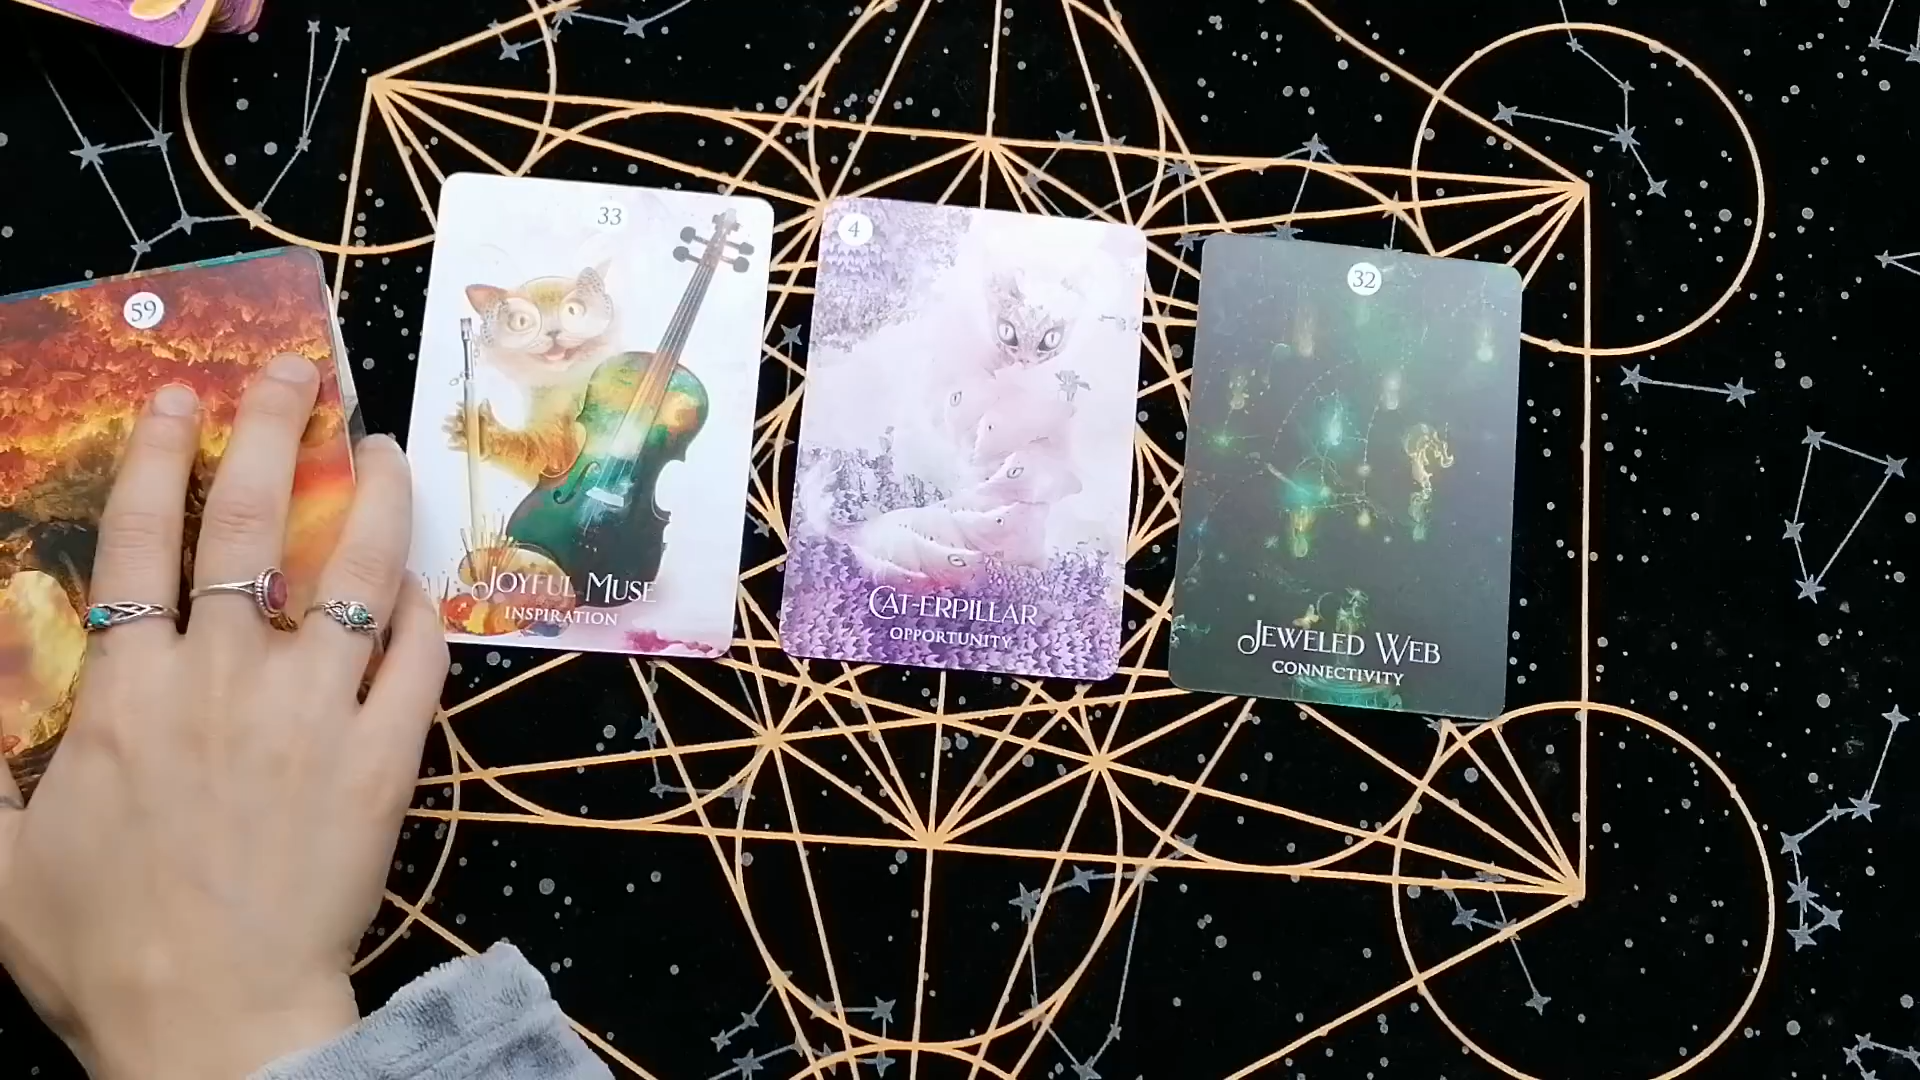 59
33
JOYFUL MUSE
INSPIRATION
4
CAT-ERPILLAR
OPPORTUNITY
32
JEWELED WEB
CONNECTIVITY